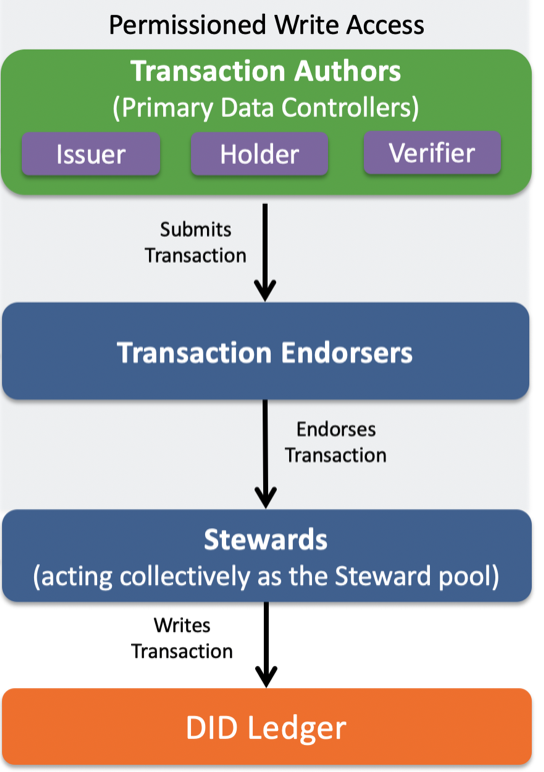 Permissioned Write Access
Transaction Authors
(Primary Data Controllers)
Issuer
Holder
Verifier
Submits
Transaction
Transaction Endorsers
Endorses
Transaction
Stewards
(acting collectively as the Steward pool)
Writes
Transaction
DID Ledger